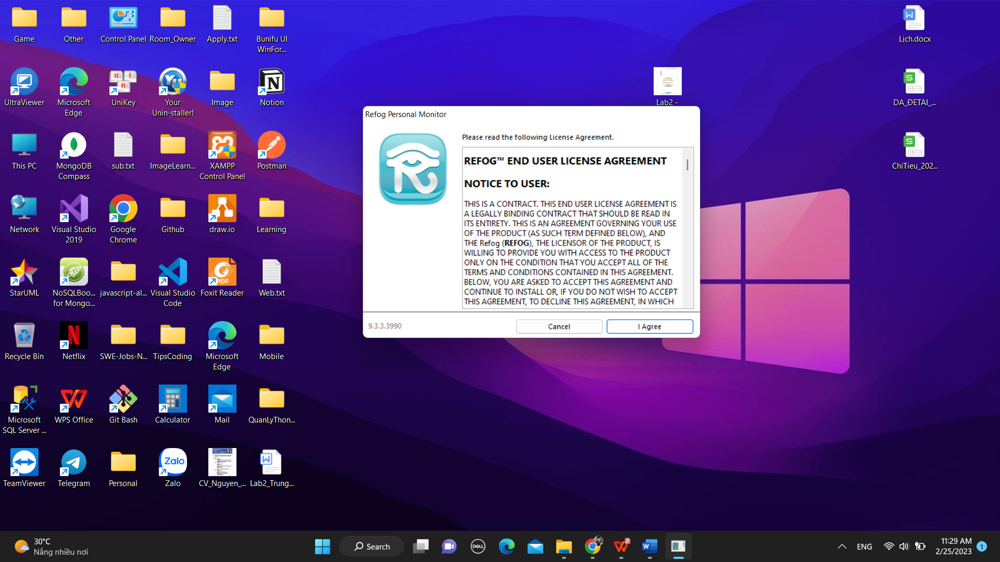 Game
Other
Control Panel
Room_Owner
Apply.txt
Bunifu UI
WinFor...
UltraViewer
Microsoft
Edge
UniKey
Your
Unin-staller!
Image
Notion
This PC
MongoDB
Compass
sub.txt
ImageLearn...
XAMPP
Control Panel
Postman
Network
Visual Studio
2019
Google
Chrome
Github
draw.io
Learning
StarUML
NoSQLBoo...
for Mongo...
javascript-al...
Visual Studio
Code
PDF
Foxit Reader
Web.txt
Recycle Bin
Netflix
SWE-Jobs-N...
TipsCoding
Microsoft
Edge
Mobile
Microsoft
SQL Server ...
WPS Office
Git Bash
Calculator
Mail
QuanLyThon...
TeamViewer
Telegram
Personal
Zalo
Zalo
CV_Nguyen_...
Lab2_Trung...
Lab2 -
Lịch.docx
DA_ĐETAI_...
ChiTieu_202...
Refog Personal Monitor
Please read the following License Agreement.
REFOG™ END USER LICENSE AGREEMENT
NOTICE TO USER:
THIS IS A CONTRACT. THIS END USER LICENSE AGREEMENT IS
A LEGALLY BINDING CONTRACT THAT SHOULD BE READ IN
ITS ENTIRETY. THIS IS AN AGREEMENT GOVERNING YOUR USE
OF THE PRODUCT (AS SUCH TERM DEFINED BELOW), AND
THE Refog (REFOG), THE LICENSOR OF THE PRODUCT, IS
WILLING TO PROVIDE YOU WITH ACCESS TO THE PRODUCT
ONLY ON THE CONDITION THAT YOU ACCEPT ALL OF THE
TERMS AND CONDITIONS CONTAINED IN THIS AGREEMENT.
BELOW, YOU ARE ASKED TO ACCEPT THIS AGREEMENT AND
CONTINUE TO INSTALL OR, IF YOU DO NOT WISH TO ACCEPT
THIS AGREEMENT, TO DECLINE THIS AGREEMENT, IN WHICH
9.3.3.3990
Cancel
I Agree
30°C
Nắng nhiều nơi
Search
DELL
ENG
11:29 AM
2/25/2023
1